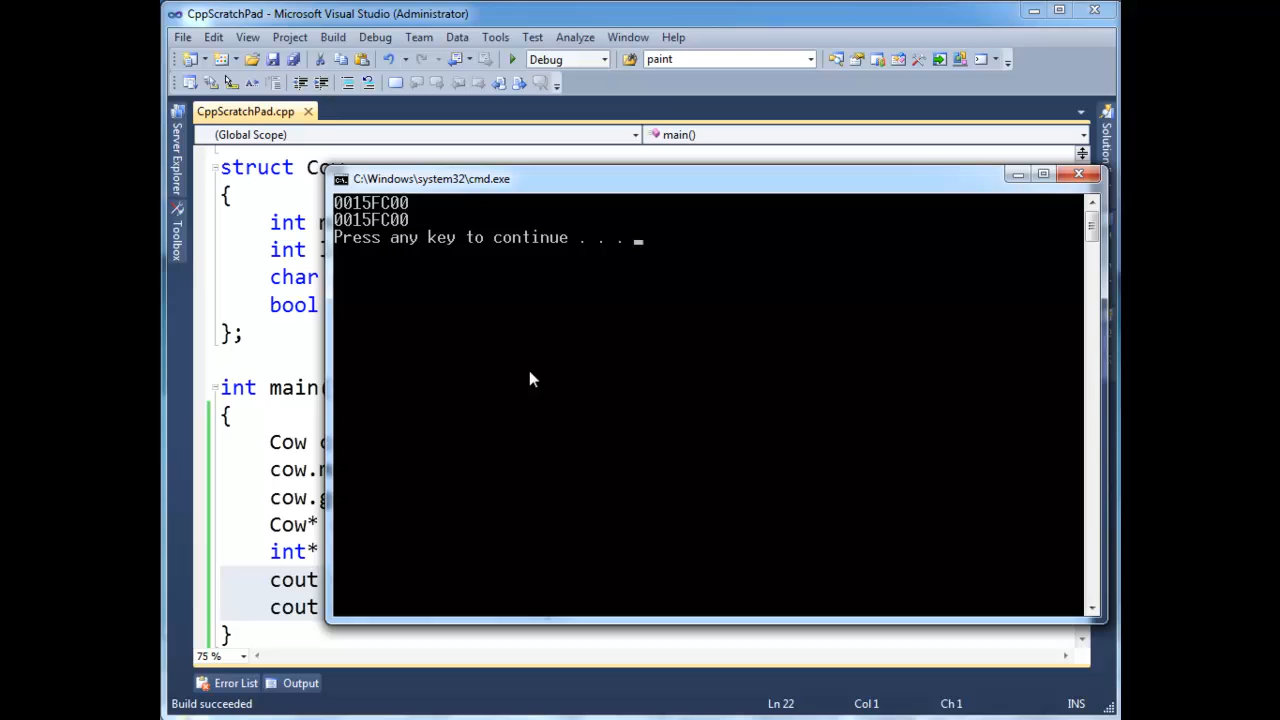 CppScratchPad - Microsoft Visual Studio (Administrator)
File Edit View Project Build Debug Team Data Tools Test Analyze Window Help
Debug paint
CppScratchPad.cpp
(Global Scope) main()
Server Explorer
Toolbox
struct
{
int
int
char
bool
};
int main
{
Cow
cow.
cow.
Cow*
int*
cout
cout
}
C:\Windows\system32\cmd.exe
0015FC00
0015FC00
Press any key to continue . . .
75 %
Error List Output
Build succeeded Ln 22 Col 1 Ch 1 INS